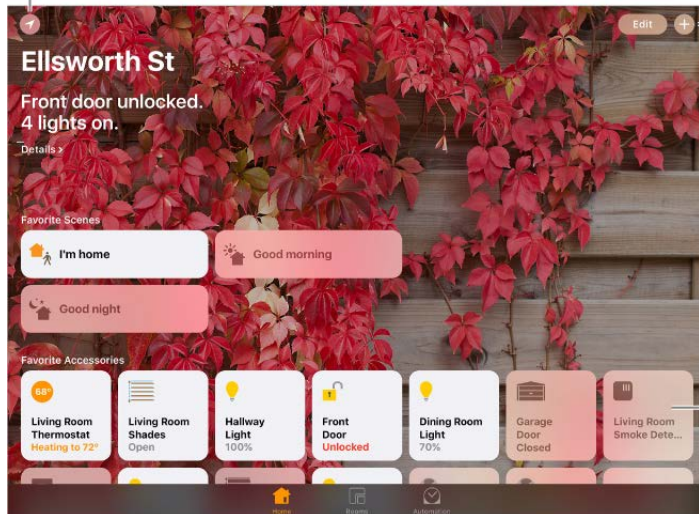 Edit
Ellsworth St
Front door unlocked.
4 lights on.
Details >
Favorite Scenes
I'm home
Good morning
Good night
Favorite Accessories
68°
Living Room
Thermostat
Heating to 72°
Living Room
Shades
Open
Hallway
Light
100%
Front
Door
Unlocked
Dining Room
Light
70%
Garage
Door
Closed
Living Room
Smoke Dete...
Home
Rooms
Automation